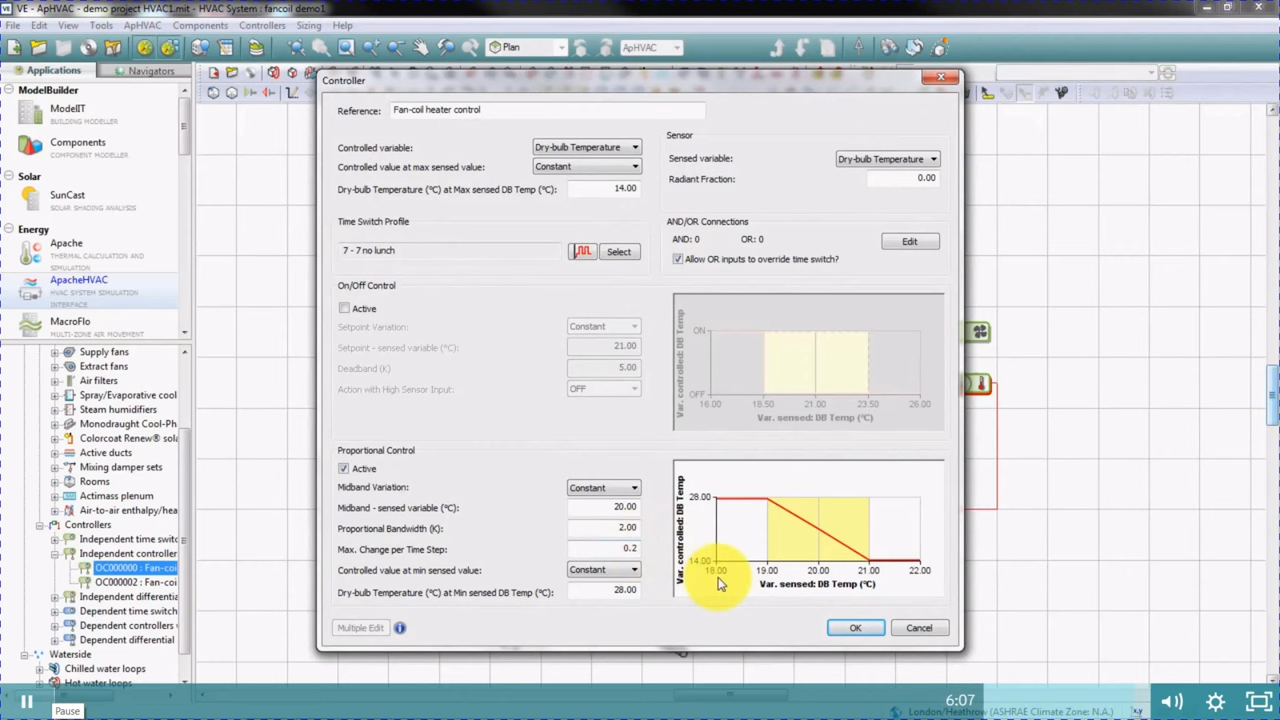 VE - ApHVAC - demo project HVAC1.mit - HVAC System : fancoil demo1
File Edit View Tools ApHVAC Components Controllers Sizing Help
Plan
ApHVAC
Applications Navigators
ModelBuilder
ModelIT
BUILDING MODELLER
Components
COMPONENT MODELLER
Solar
SunCast
SOLAR SHADING ANALYSIS
Energy
Apache
THERMAL CALCULATION AND
SIMULATION
ApacheHVAC
HVAC SYSTEM SIMULATION
INTERFACE
MacroFlo
MULTI-ZONE AIR MOVEMENT
Supply fans
Extract fans
Air filters
Spray/Evaporative cool
Steam humidifiers
Monodraught Cool-Ph
Colorcoat Renew® sola
Active ducts
Mixing damper sets
Rooms
Actimass plenum
Air-to-air enthalpy/hea
Controllers
Independent time switc
Independent controller
OC000000 : Fan-coi
OC000002 : Fan-coi
Independent differentia
Dependent time switch
Dependent controllers w
Dependent differential
Waterside
Chilled water loops
Hot water loops
Controller
Reference: Fan-coil heater control
Controlled variable: Dry-bulb Temperature
Controlled value at max sensed value: Constant
Dry-bulb Temperature (°C) at Max sensed DB Temp (°C): 14.00
Sensor
Sensed variable: Dry-bulb Temperature
Radiant Fraction: 0.00
Time Switch Profile
7 - 7 no lunch
Select
AND/OR Connections
AND: 0 OR: 0
Edit
Allow OR inputs to override time switch?
On/Off Control
Active
Setpoint Variation: Constant
Setpoint - sensed variable (°C): 21.00
Deadband (K): 5.00
Action with High Sensor Input: OFF
Var. controlled: DB Temp
ON
OFF
16.00 18.50 21.00 23.50 26.00
Var. sensed: DB Temp (°C)
Proportional Control
Active
Midband Variation: Constant
Midband - sensed variable (°C): 20.00
Proportional Bandwidth (K): 2.00
Max. Change per Time Step: 0.2
Controlled value at min sensed value: Constant
Dry-bulb Temperature (°C) at Min sensed DB Temp (°C): 28.00
Var. controlled: DB Temp
28.00
14.00
18.00 19.00 20.00 21.00 22.00
Var. sensed: DB Temp (°C)
Multiple Edit
OK Cancel
6:07
Pause
London/Heathrow (ASHRAE Climate Zone: N.A.)